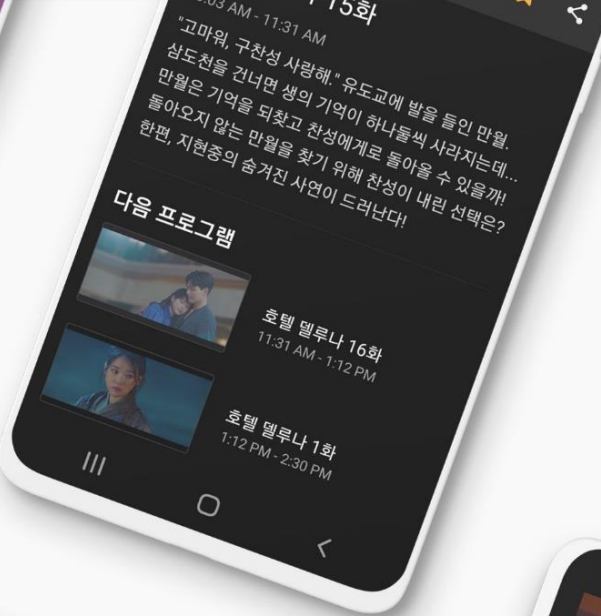 15화
:03 AM - 11:31 AM
"고마워, 구찬성 사랑해." 유도교에 발을 들인 만월.
삼도천을 건너면 생의 기억이 하나둘씩 사라지는데...
만월은 기억을 되찾고 찬성에게로 돌아올 수 있을까!
돌아오지 않는 만월을 찾기 위해 찬성이 내린 선택은?
한편, 지현중의 숨겨진 사연이 드러난다!
다음 프로그램
호텔 델루나 16화
11:31 AM - 1:12 PM
호텔 델루나 1화
1:12 PM - 2:30 PM